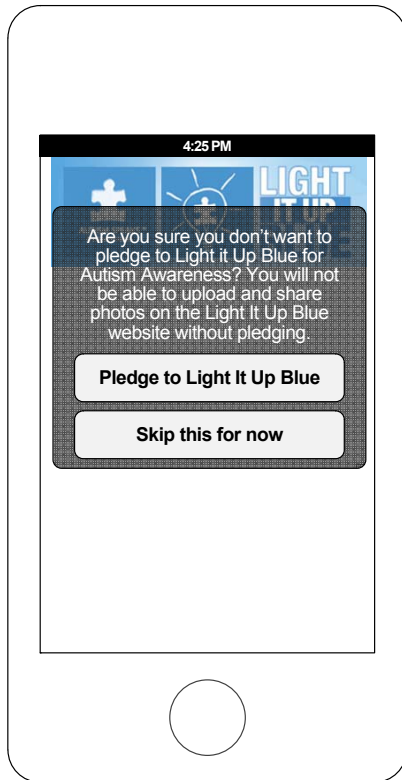 4:25 PM
LIGHT
IT UP
Are you sure you don’t want to
pledge to Light it Up Blue for
Autism Awareness? You will not
be able to upload and share
photos on the Light It Up Blue
website without pledging.
Pledge to Light It Up Blue
Skip this for now